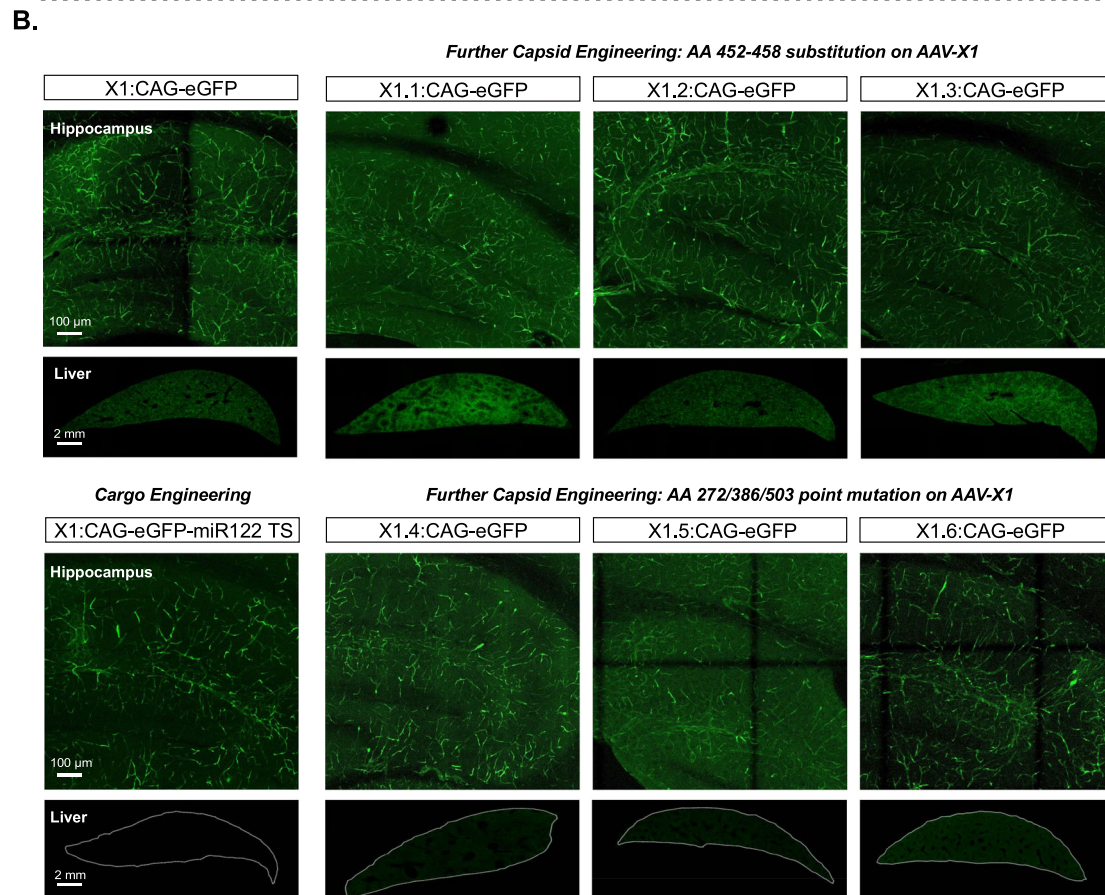 B.
Further Capsid Engineering: AA 452-458 substitution on AAV-X1
X1:CAG-eGFP
X1.1:CAG-eGFP
X1.2:CAG-eGFP
X1.3:CAG-eGFP
Hippocampus
100 µm
Liver
2 mm
Cargo Engineering
Further Capsid Engineering: AA 272/386/503 point mutation on AAV-X1
X1:CAG-eGFP-miR122 TS
X1.4:CAG-eGFP
X1.5:CAG-eGFP
X1.6:CAG-eGFP
Hippocampus
100 µm
Liver
2 mm